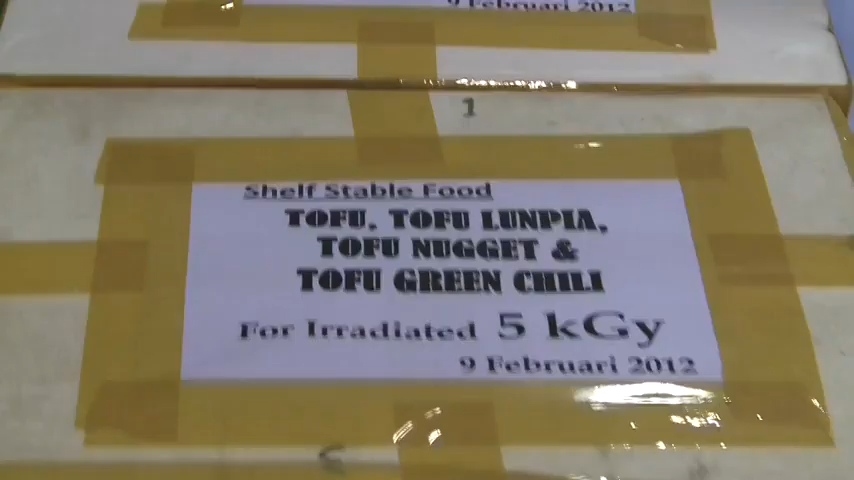 9 Februari 2012
1
Shelf Stable Food
TOFU, TOFU LUNPIA,
TOFU NUGGET &
TOFU GREEN CHILI
For Irradiated 5 kGy
9 Februari 2012